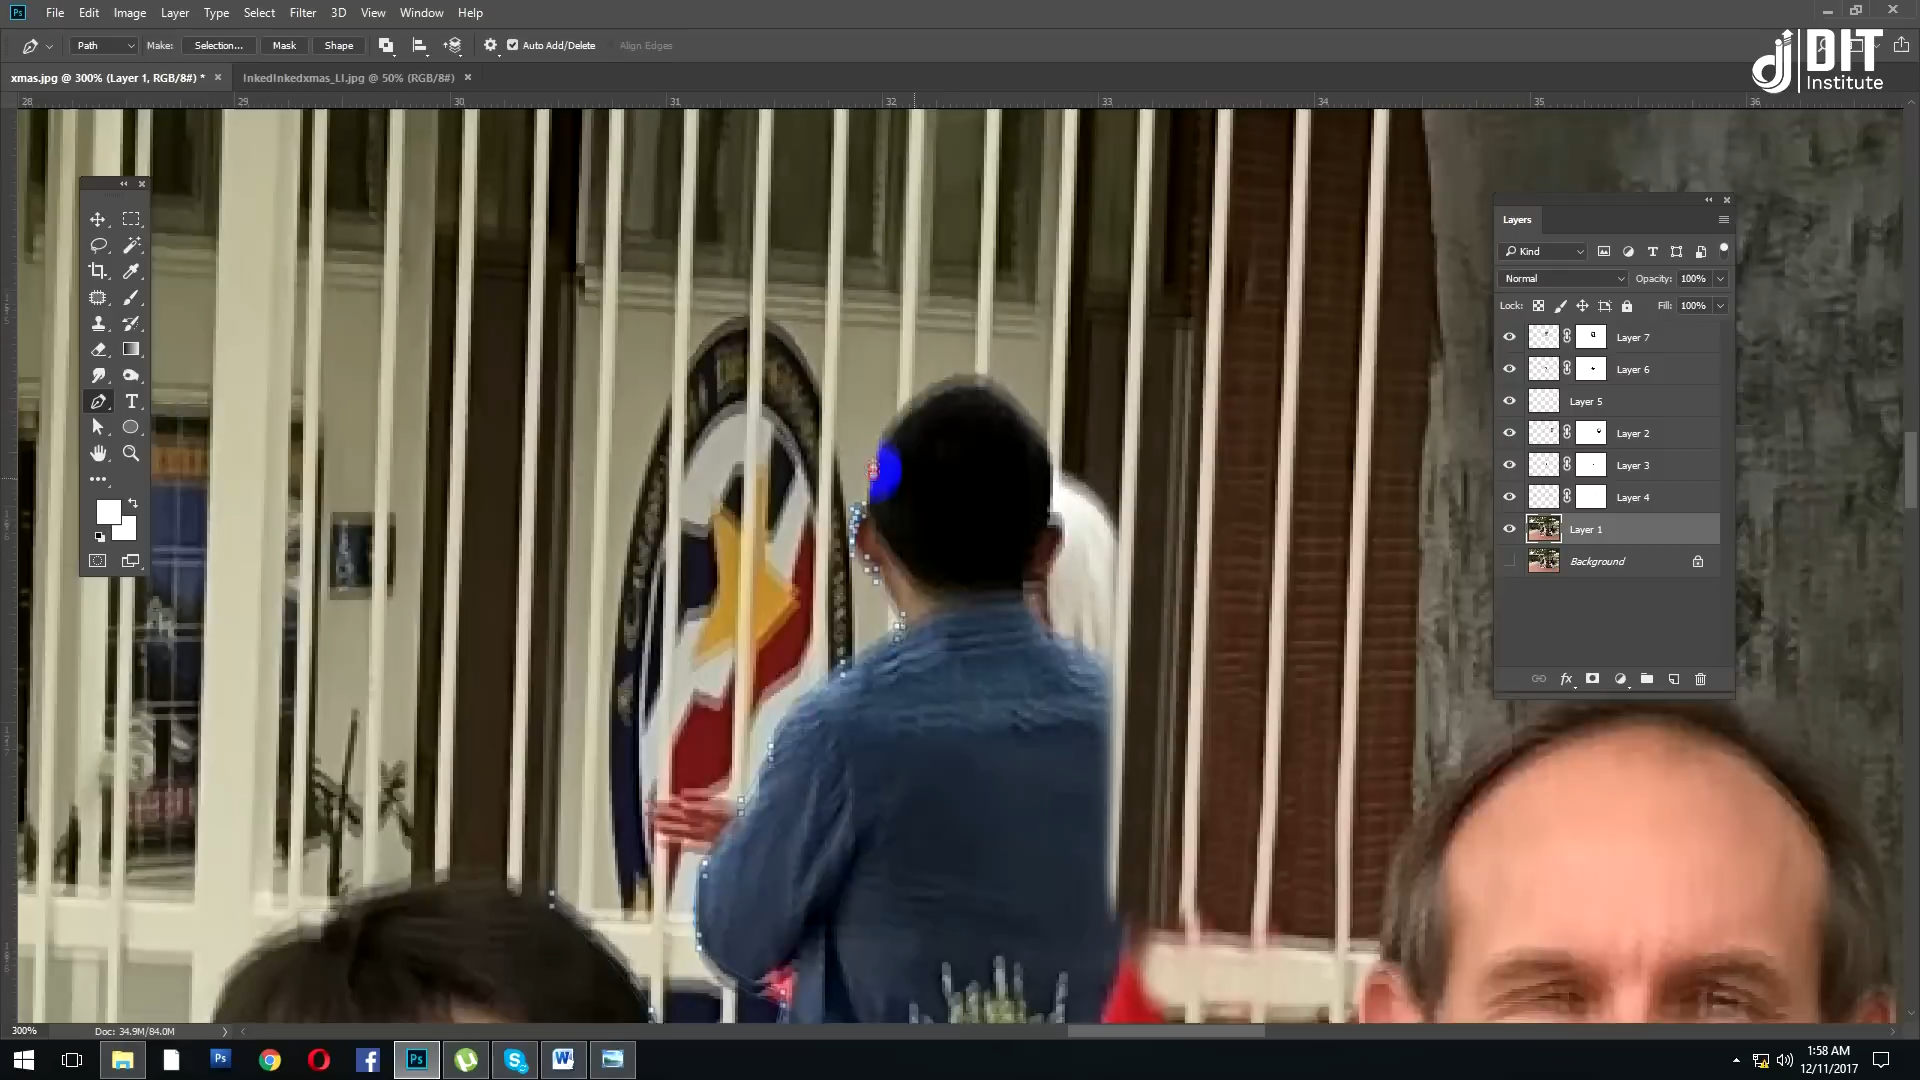 Ps File Edit Image Layer Type Select Filter 3D View Window Help
Path Make: Selection... Mask Shape Auto Add/Delete Align Edges
DIT
Institute
xmas.jpg @ 300% (Layer 1, RGB/8#) * × InkedInkedxmas_LI.jpg @ 50% (RGB/8#) ×
28 29 30 31 32 33 34 35 36
Layers
Kind
Normal Opacity: 100%
Lock: Fill: 100%
Layer 7
Layer 6
Layer 5
Layer 2
Layer 3
Layer 4
Layer 1
Background
fx
300% Doc: 34.9M/84.0M
1:58 AM
12/11/2017